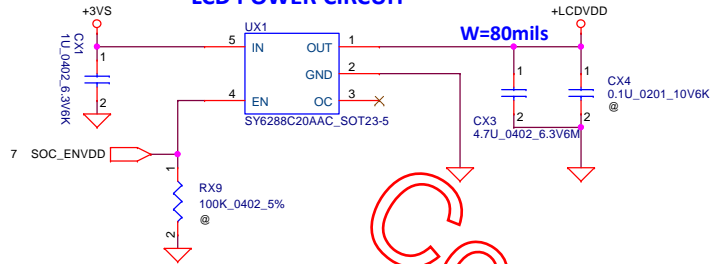 LCD POWER CIRCUIT
+3VS
+LCDVDD
UX1
W=80mils
CX1
1U_0402_6.3V6K
1
2
5
IN
OUT
1
GND
2
4
EN
OC
3
SY6288C20AAC_SOT23-5
1
2
CX3
4.7U_0402_6.3V6M
1
2
CX4
0.1U_0201_10V6K
@
7
SOC_ENVDD
1
2
RX9
100K_0402_5%
@